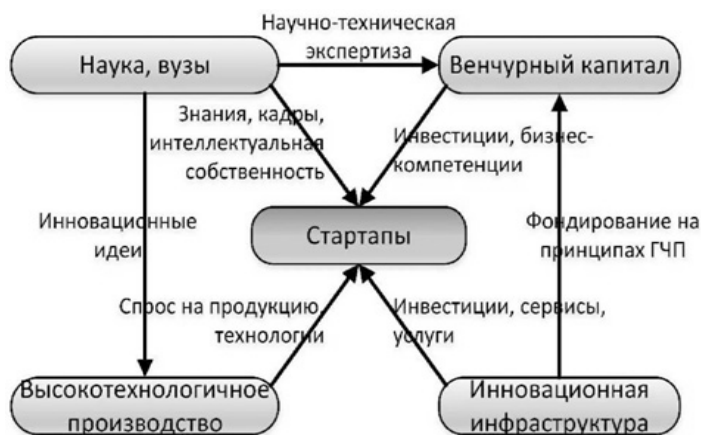 Научно-техническая
экспертиза
Наука, вузы
Венчурный капитал
Знания, кадры,
интеллектуальная
собственность
Инвестиции, бизнес-
компетенции
Инновационные
идеи
Стартапы
Фондирование на
принципах ГЧП
Спрос на продукцию,
технологии
Инвестиции, сервисы,
услуги
Высокотехнологичное
производство
Инновационная
инфраструктура